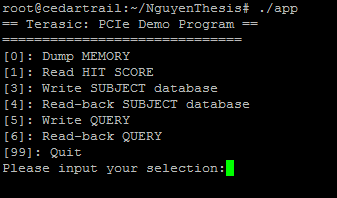 root@cedartrail:~/NguyenThesis# ./app
== Terasic: PCIe Demo Program ==
================================
[0]: Dump MEMORY
[1]: Read HIT SCORE
[3]: Write SUBJECT database
[4]: Read-back SUBJECT database
[5]: Write QUERY
[6]: Read-back QUERY
[99]: Quit
Please input your selection: